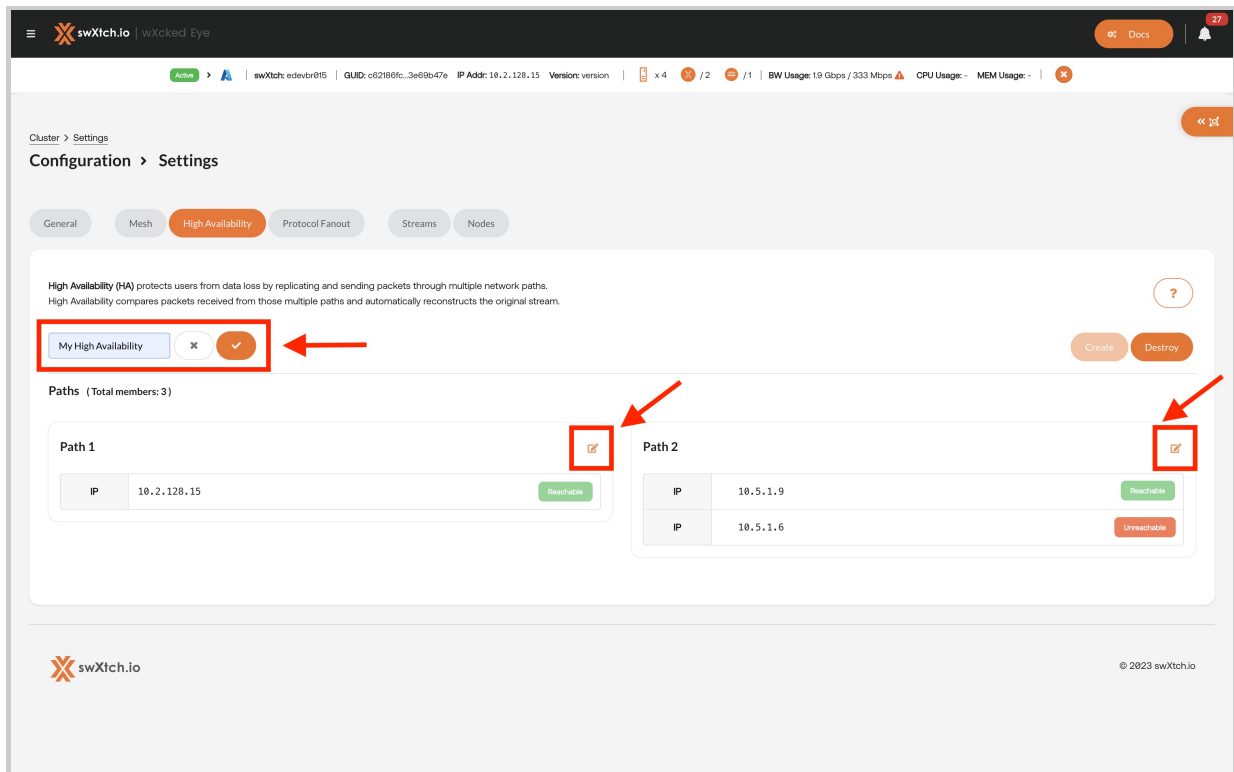 swXtch.io | wXcked Eye
Docs
27
Active > | swXtch: edevbr015 | GUID: c62186fc...3e69b47e IP Addr: 10.2.128.15 Version: version | x 4 / 2 / 1 | BW Usage: 1.9 Gbps / 333 Mbps CPU Usage: - MEM Usage: - |
Cluster > Settings
Configuration > Settings
General Mesh High Availability Protocol Fanout Streams Nodes
High Availability (HA) protects users from data loss by replicating and sending packets through multiple network paths.
High Availability compares packets received from those multiple paths and automatically reconstructs the original stream.
?
My High Availability
Create Destroy
Paths ( Total members: 3 )
Path 1
IP 10.2.128.15 Reachable
Path 2
IP 10.5.1.9 Reachable
IP 10.5.1.6 Unreachable
swXtch.io
© 2023 swXtch.io